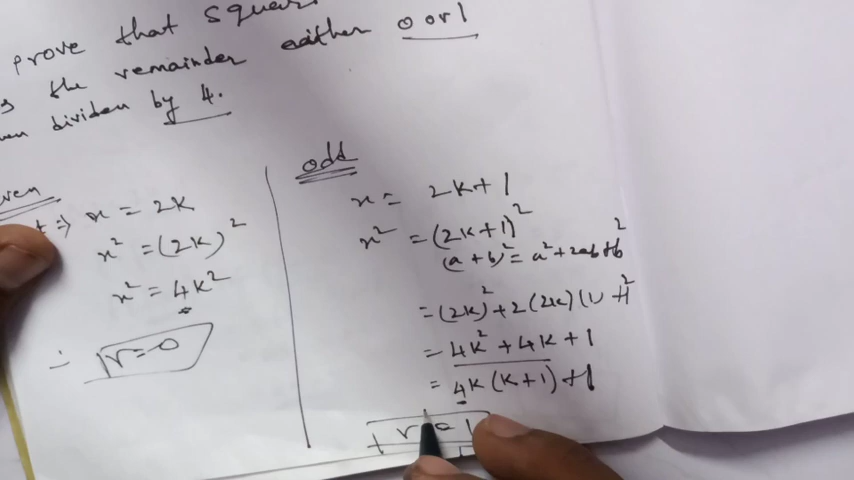 prove that squar
s the remainder either 0 or 1
en dividen by 4.
ven
⇒ x = 2k
x² = (2k)²
x² = 4k²
r=0
odd
x = 2k+1
x² = (2k+1)²
(a+b)² = a²+2ab+b²
= (2k)²+2(2k)(1)+1²
= 4k²+4k+1
= 4k(k+1)+1